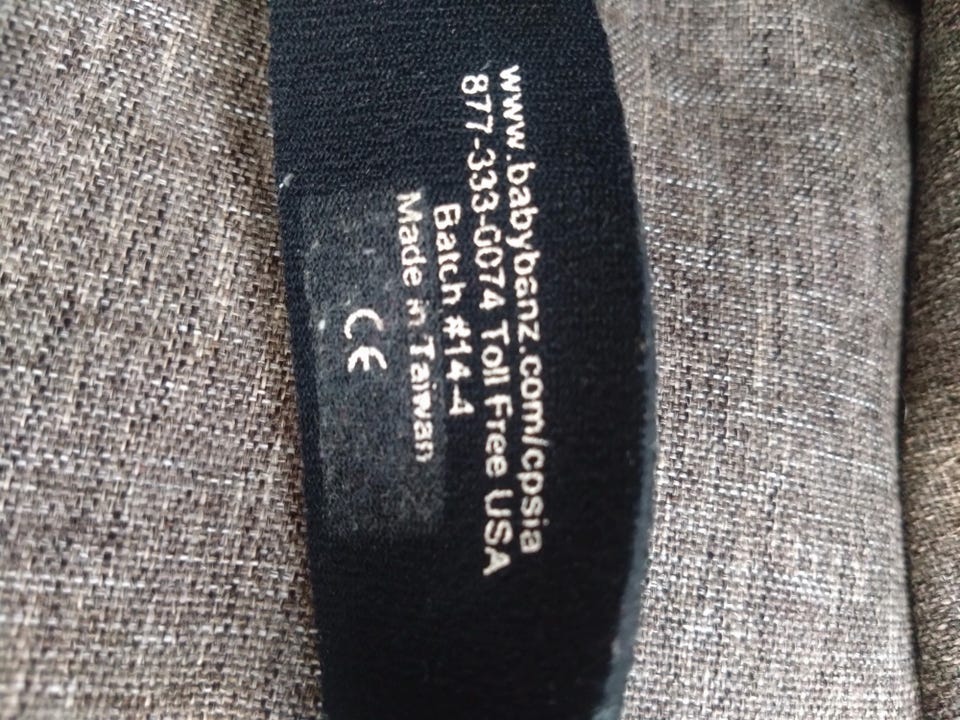 www.babybanz.com/cpsia
877-333-0074 Toll Free USA
Batch #14-4
Made in Taiwan
CE